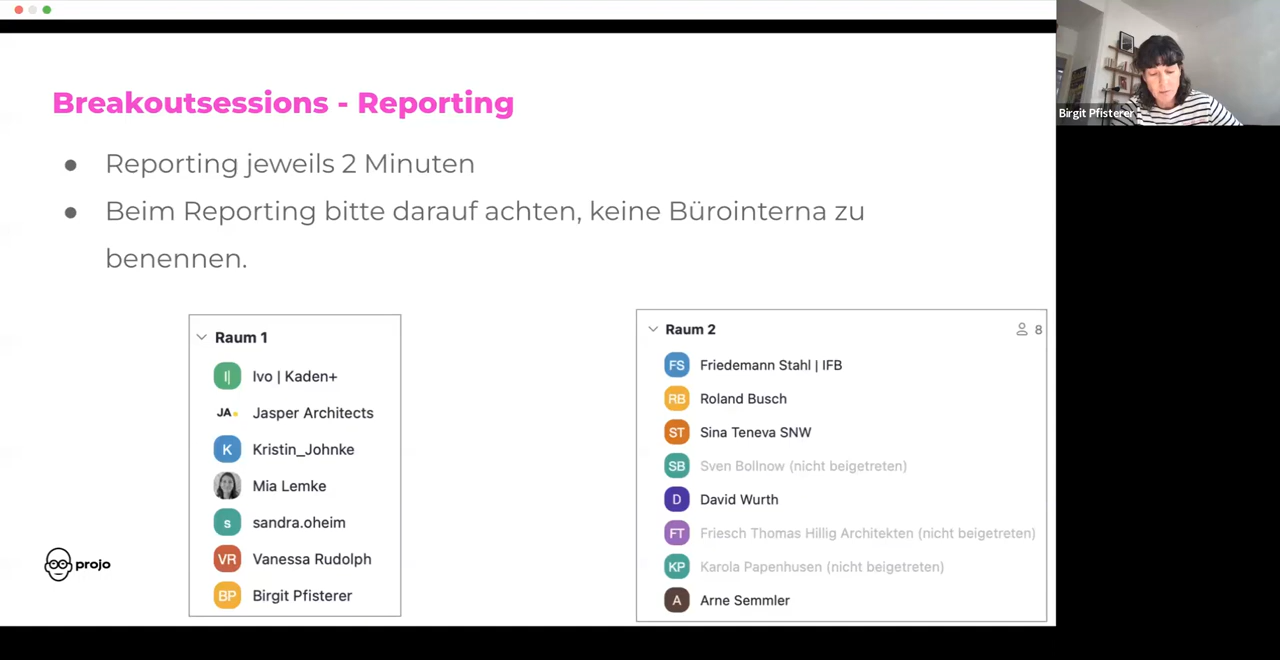 Breakoutsessions - Reporting
● Reporting jeweils 2 Minuten
● Beim Reporting bitte darauf achten, keine Bürointerna zu
benennen.
Raum 1
I| Ivo | Kaden+
JA Jasper Architects
K Kristin_Johnke
Mia Lemke
s sandra.oheim
VR Vanessa Rudolph
BP Birgit Pfisterer
Raum 2 8
FS Friedemann Stahl | IFB
RB Roland Busch
ST Sina Teneva SNW
SB Sven Bollnow (nicht beigetreten)
D David Wurth
FT Friesch Thomas Hillig Architekten (nicht beigetreten)
KP Karola Papenhusen (nicht beigetreten)
A Arne Semmler
projo
Birgit Pfisterer